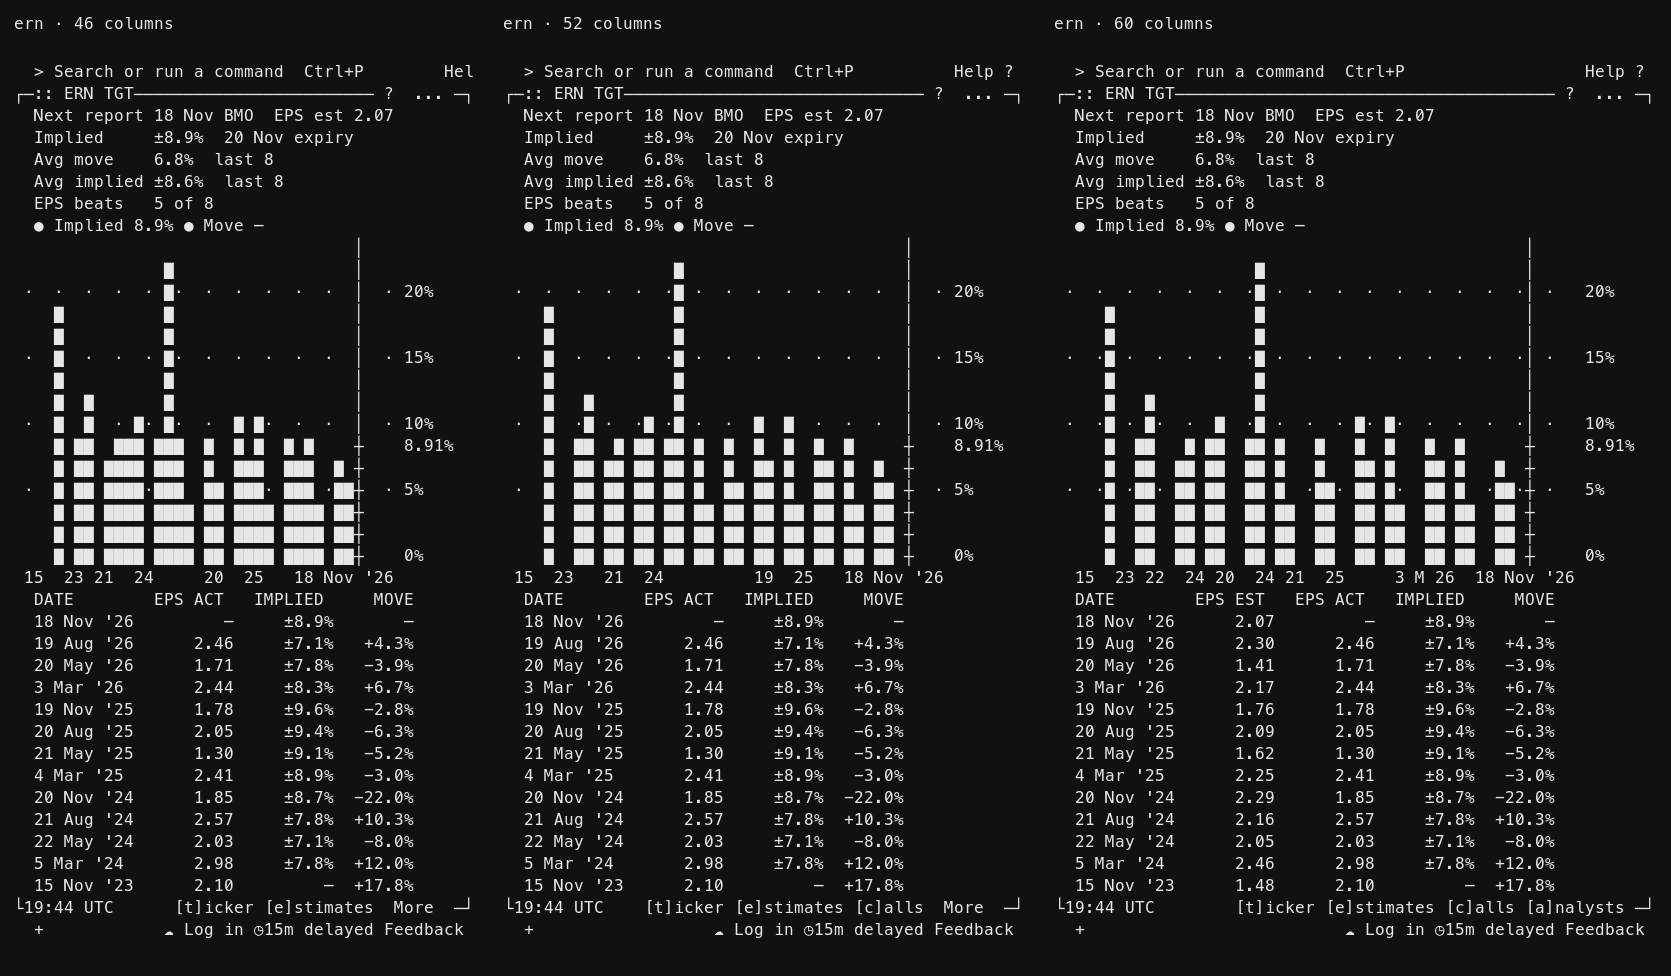 ern · 46 columns
> Search or run a command  Ctrl+P        Hel
:: ERN TGT ?  ...
Next report 18 Nov BMO  EPS est 2.07
Implied     ±8.9%  20 Nov expiry
Avg move    6.8%  last 8
Avg implied ±8.6%  last 8
EPS beats   5 of 8
● Implied 8.9% ● Move —
20%
15%
10%
8.91%
5%
0%
15  23 21  24     20  25   18 Nov '26
DATE        EPS ACT   IMPLIED     MOVE
18 Nov '26         —     ±8.9%       —
19 Aug '26      2.46     ±7.1%   +4.3%
20 May '26      1.71     ±7.8%   −3.9%
3 Mar '26       2.44     ±8.3%   +6.7%
19 Nov '25      1.78     ±9.6%   −2.8%
20 Aug '25      2.05     ±9.4%   −6.3%
21 May '25      1.30     ±9.1%   −5.2%
4 Mar '25       2.41     ±8.9%   −3.0%
20 Nov '24      1.85     ±8.7%  −22.0%
21 Aug '24      2.57     ±7.8%  +10.3%
22 May '24      2.03     ±7.1%   −8.0%
5 Mar '24       2.98     ±7.8%  +12.0%
15 Nov '23      2.10         —  +17.8%
19:44 UTC      [t]icker [e]stimates  More
+            ☁ Log in ◷15m delayed Feedback
ern · 52 columns
> Search or run a command  Ctrl+P          Help ?
:: ERN TGT ?  ...
Next report 18 Nov BMO  EPS est 2.07
Implied     ±8.9%  20 Nov expiry
Avg move    6.8%  last 8
Avg implied ±8.6%  last 8
EPS beats   5 of 8
● Implied 8.9% ● Move —
20%
15%
10%
8.91%
5%
0%
15  23   21  24         19  25   18 Nov '26
DATE        EPS ACT   IMPLIED     MOVE
18 Nov '26         —     ±8.9%       —
19 Aug '26      2.46     ±7.1%   +4.3%
20 May '26      1.71     ±7.8%   −3.9%
3 Mar '26       2.44     ±8.3%   +6.7%
19 Nov '25      1.78     ±9.6%   −2.8%
20 Aug '25      2.05     ±9.4%   −6.3%
21 May '25      1.30     ±9.1%   −5.2%
4 Mar '25       2.41     ±8.9%   −3.0%
20 Nov '24      1.85     ±8.7%  −22.0%
21 Aug '24      2.57     ±7.8%  +10.3%
22 May '24      2.03     ±7.1%   −8.0%
5 Mar '24       2.98     ±7.8%  +12.0%
15 Nov '23      2.10         —  +17.8%
19:44 UTC    [t]icker [e]stimates [c]alls  More
+                  ☁ Log in ◷15m delayed Feedback
ern · 60 columns
> Search or run a command  Ctrl+P                  Help ?
:: ERN TGT ?  ...
Next report 18 Nov BMO  EPS est 2.07
Implied     ±8.9%  20 Nov expiry
Avg move    6.8%  last 8
Avg implied ±8.6%  last 8
EPS beats   5 of 8
● Implied 8.9% ● Move —
20%
15%
10%
8.91%
5%
0%
15  23 22  24 20  24 21  25     3 M 26  18 Nov '26
DATE        EPS EST   EPS ACT   IMPLIED     MOVE
18 Nov '26      2.07         —     ±8.9%       —
19 Aug '26      2.30      2.46     ±7.1%   +4.3%
20 May '26      1.41      1.71     ±7.8%   −3.9%
3 Mar '26       2.17      2.44     ±8.3%   +6.7%
19 Nov '25      1.76      1.78     ±9.6%   −2.8%
20 Aug '25      2.09      2.05     ±9.4%   −6.3%
21 May '25      1.62      1.30     ±9.1%   −5.2%
4 Mar '25       2.25      2.41     ±8.9%   −3.0%
20 Nov '24      2.29      1.85     ±8.7%  −22.0%
21 Aug '24      2.16      2.57     ±7.8%  +10.3%
22 May '24      2.05      2.03     ±7.1%   −8.0%
5 Mar '24       2.46      2.98     ±7.8%  +12.0%
15 Nov '23      1.48      2.10         —  +17.8%
19:44 UTC        [t]icker [e]stimates [c]alls [a]nalysts
+                          ☁ Log in ◷15m delayed Feedback